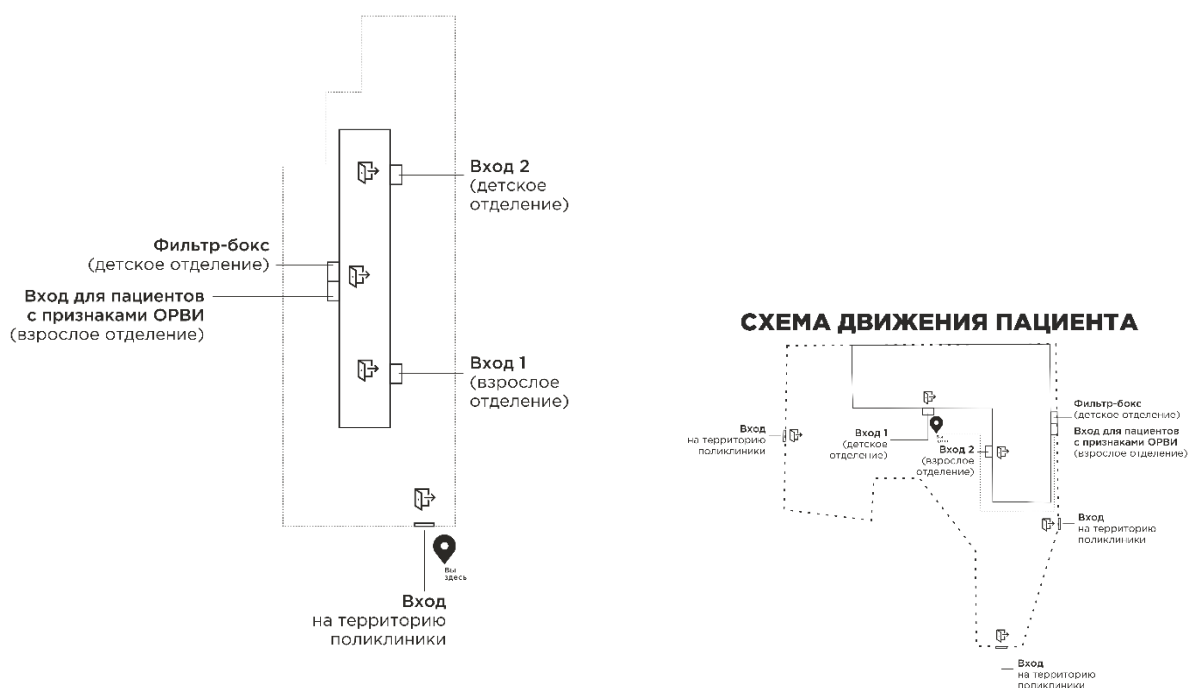 Вход 2
(детское
отделение)
Фильтр-бокс
(детское отделение)
Вход для пациентов
с признаками ОРВИ
(взрослое отделение)
Вход 1
(взрослое
отделение)
Вы
здесь
Вход
на территорию
поликлиники
СХЕМА ДВИЖЕНИЯ ПАЦИЕНТА
Вход
на территорию
поликлиники
Вход 1
(детское
отделение)
Вход 2
(взрослое
отделение)
Фильтр-бокс
(детское отделение)
Вход для пациентов
с признаками ОРВИ
(взрослое отделение)
Вход
на территорию
поликлиники
Вход
на территорию
поликлиники